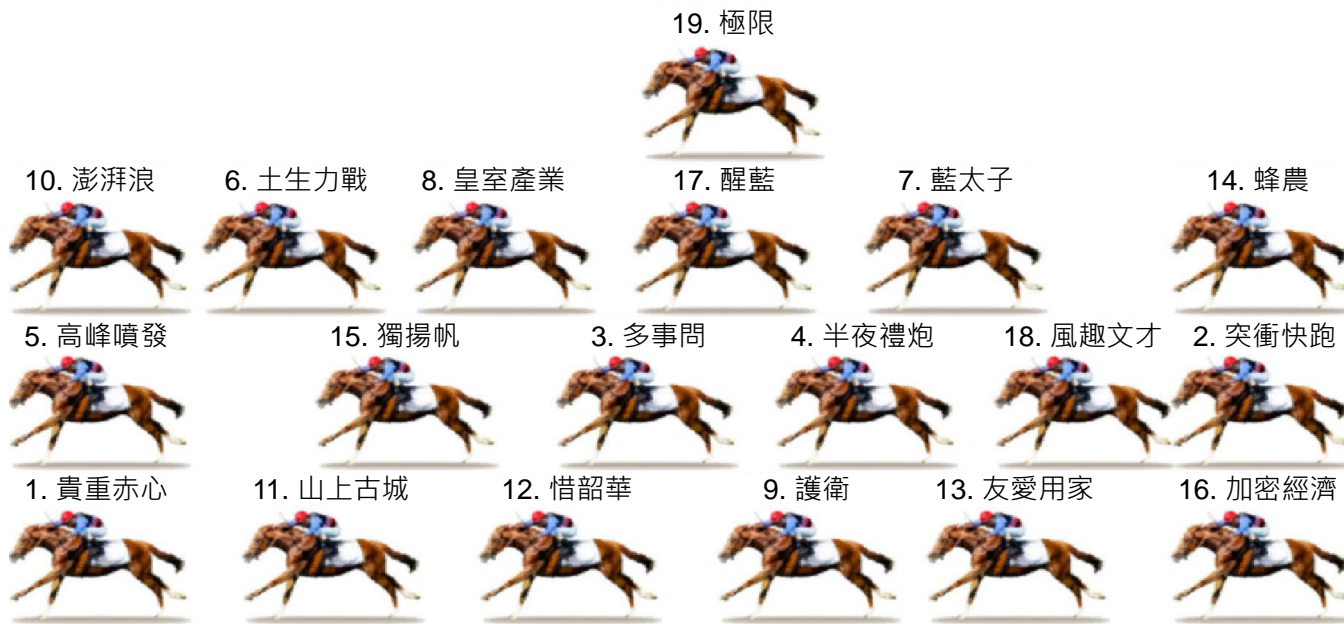 19. 極限
10. 澎湃浪
6. 土生力戰
8. 皇室產業
17. 醒藍
7. 藍太子
14. 蜂農
5. 高峰噴發
15. 獨揚帆
3. 多事問
4. 半夜禮炮
18. 風趣文才
2. 突衝快跑
1. 貴重赤心
11. 山上古城
12. 惜韶華
9. 護衛
13. 友愛用家
16. 加密經濟